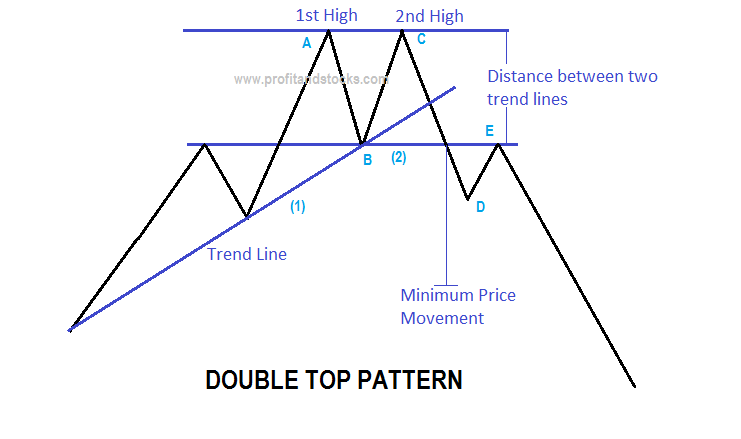 1st High
2nd High
A
C
www.profitandstocks.com
Distance between two
trend lines
E
B
(2)
(1)
D
Trend Line
Minimum Price
Movement
DOUBLE TOP PATTERN